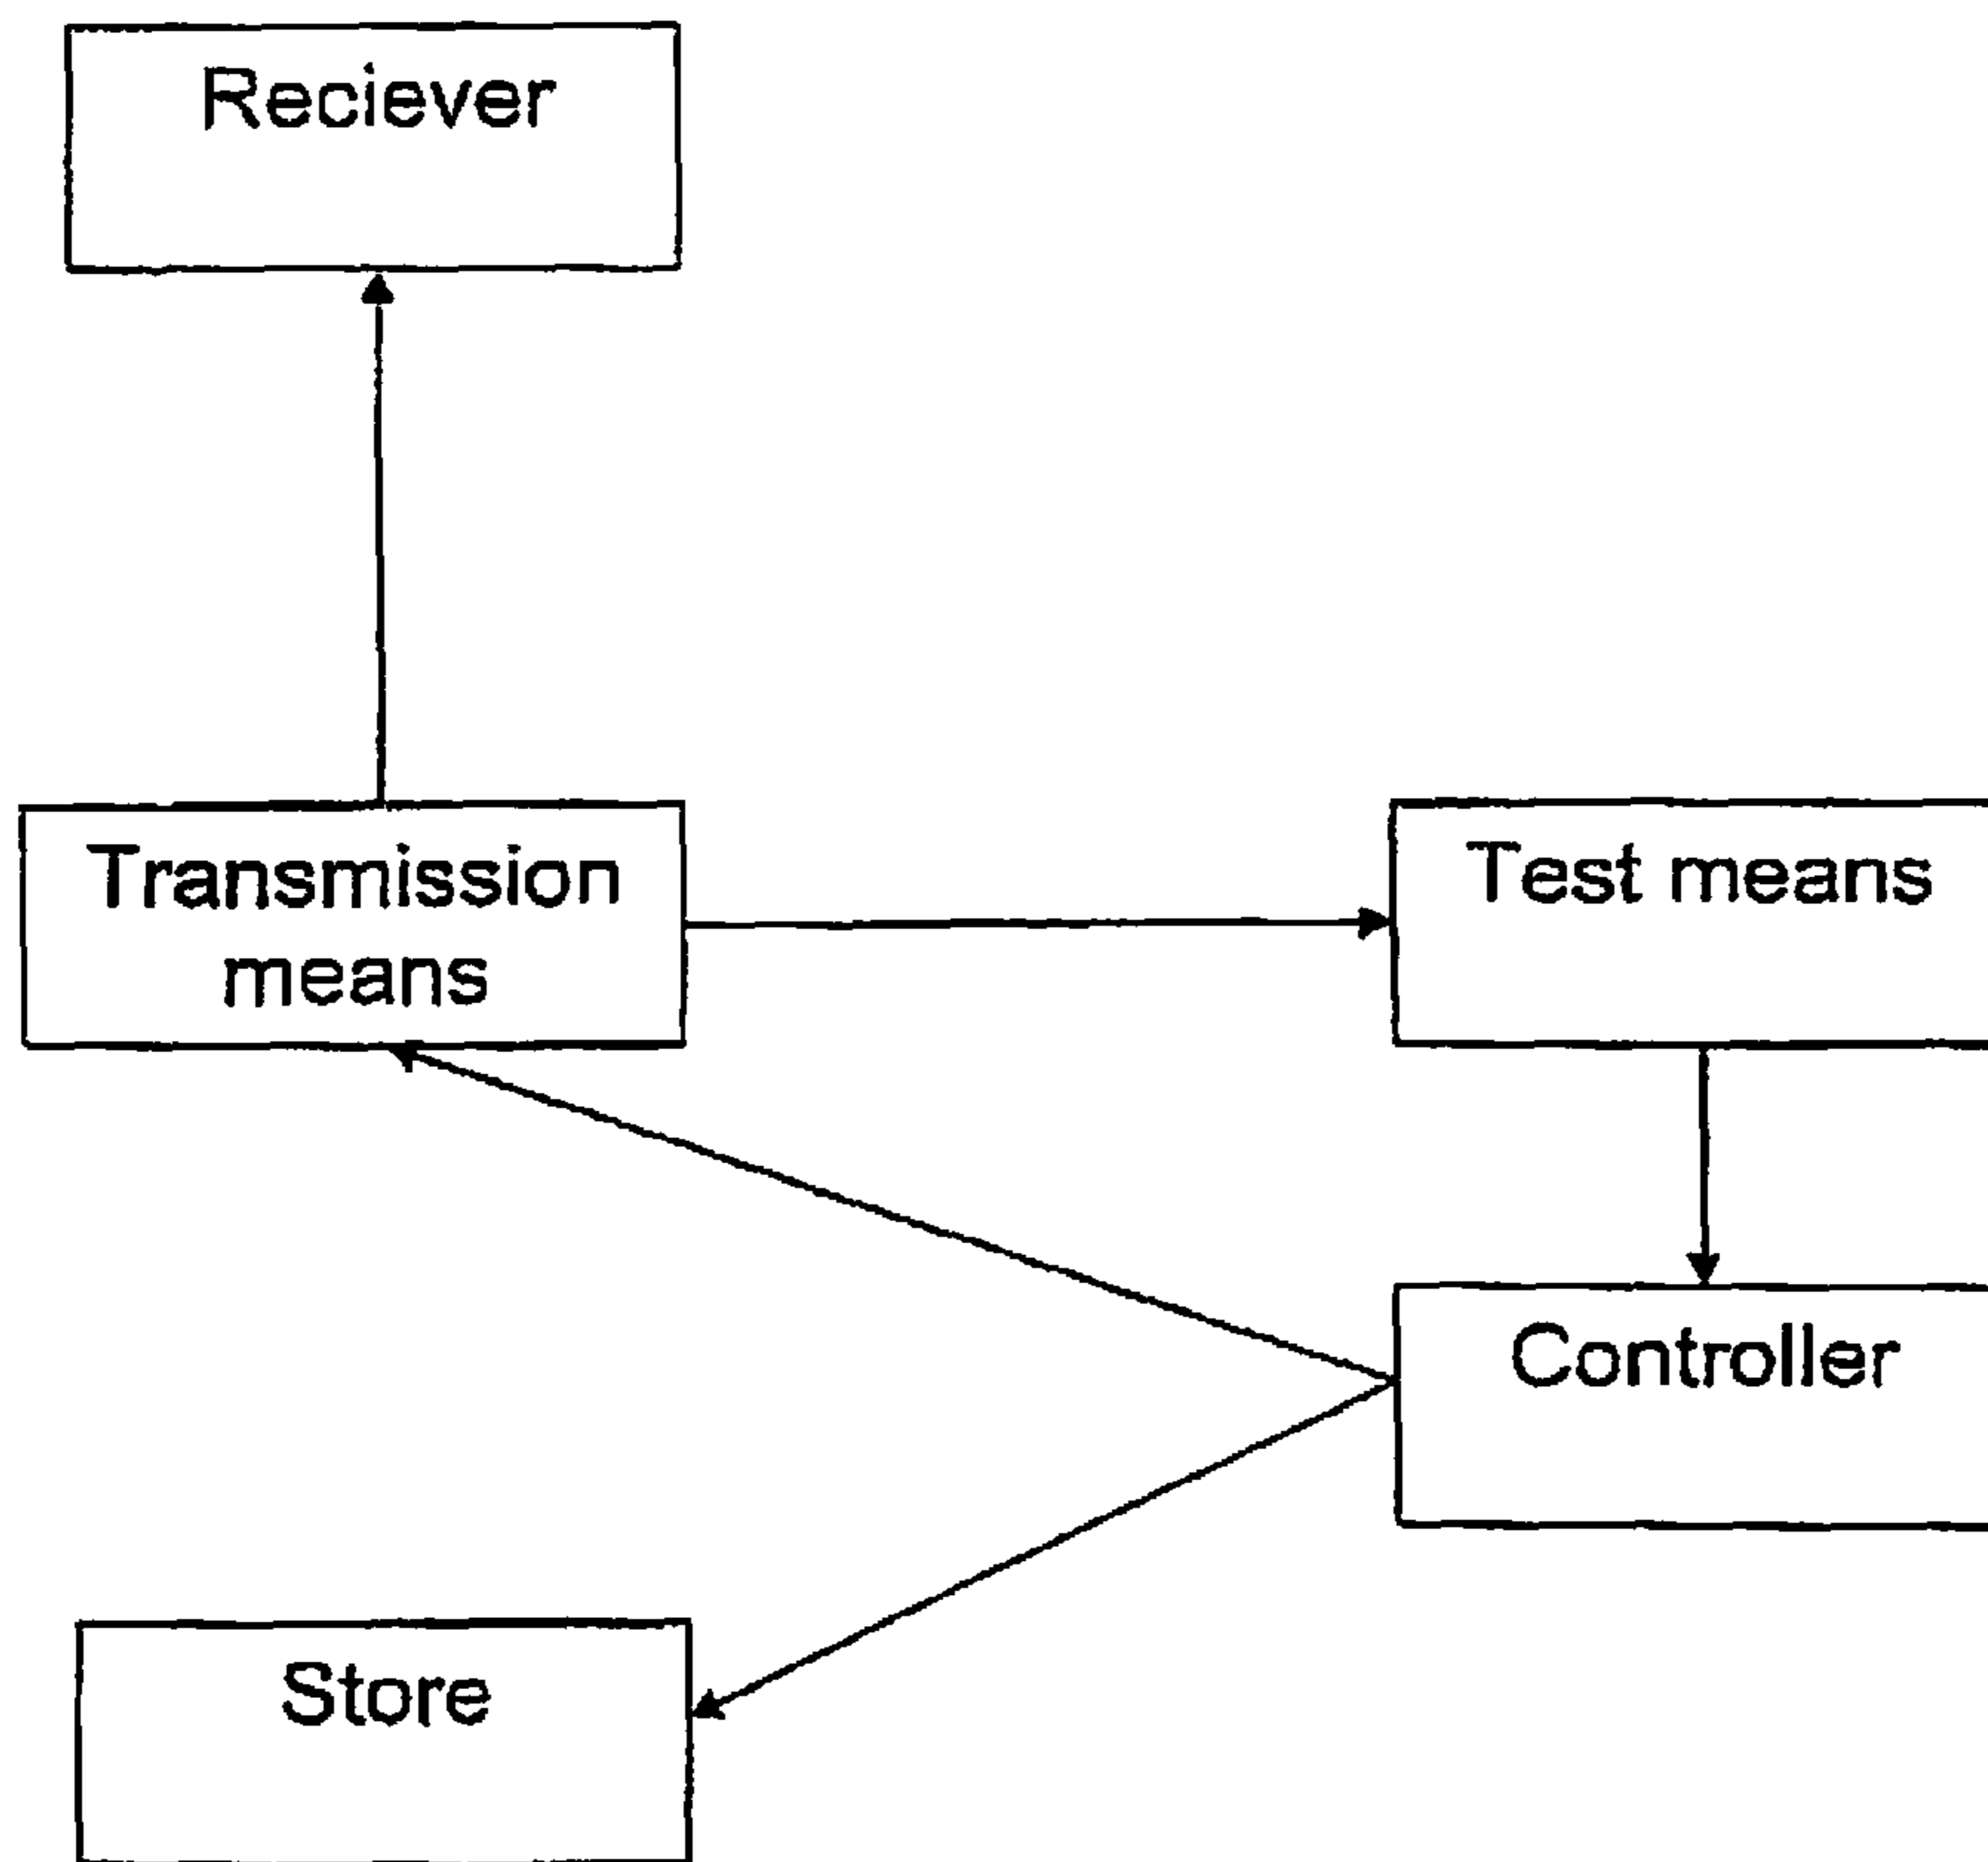 Reciever
Transmission
means
Test means
Controller
Store